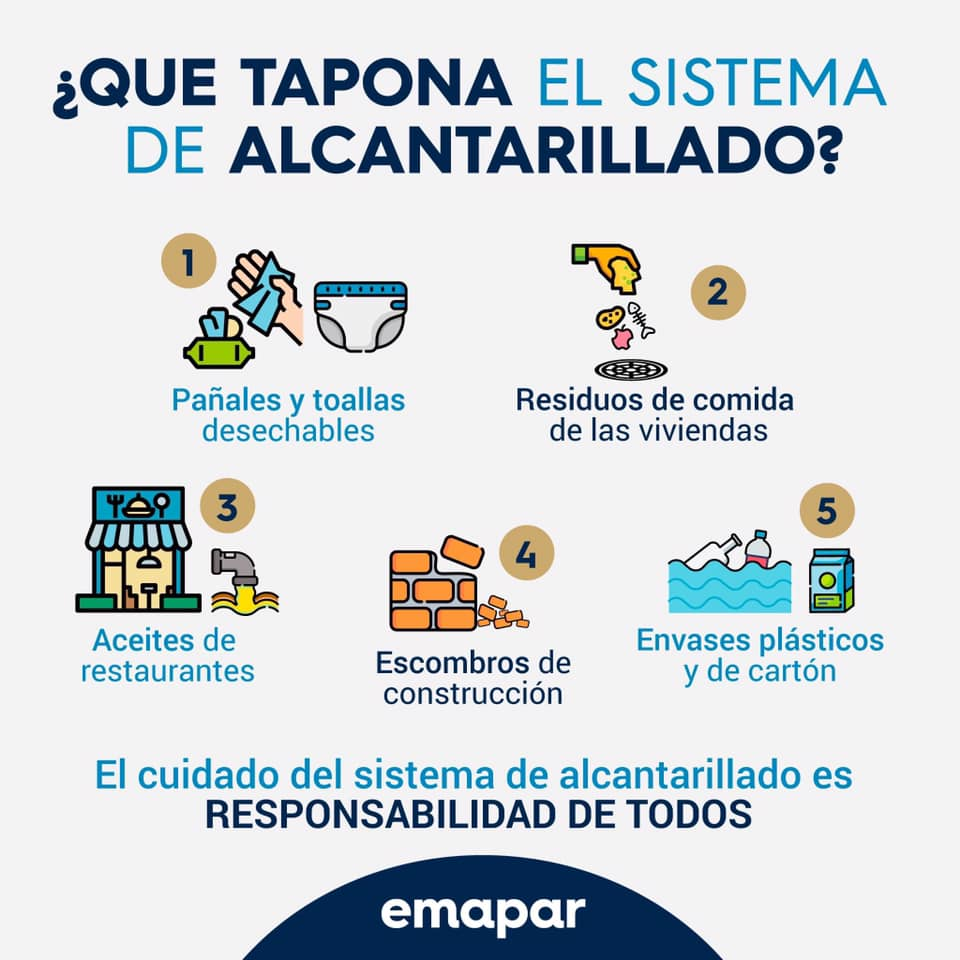 ¿QUE TAPONA EL SISTEMA
DE ALCANTARILLADO?
1
Pañales y toallas
desechables
2
Residuos de comida
de las viviendas
3
Aceites de
restaurantes
4
Escombros de
construcción
5
Envases plásticos
y de cartón
El cuidado del sistema de alcantarillado es
RESPONSABILIDAD DE TODOS
emapar